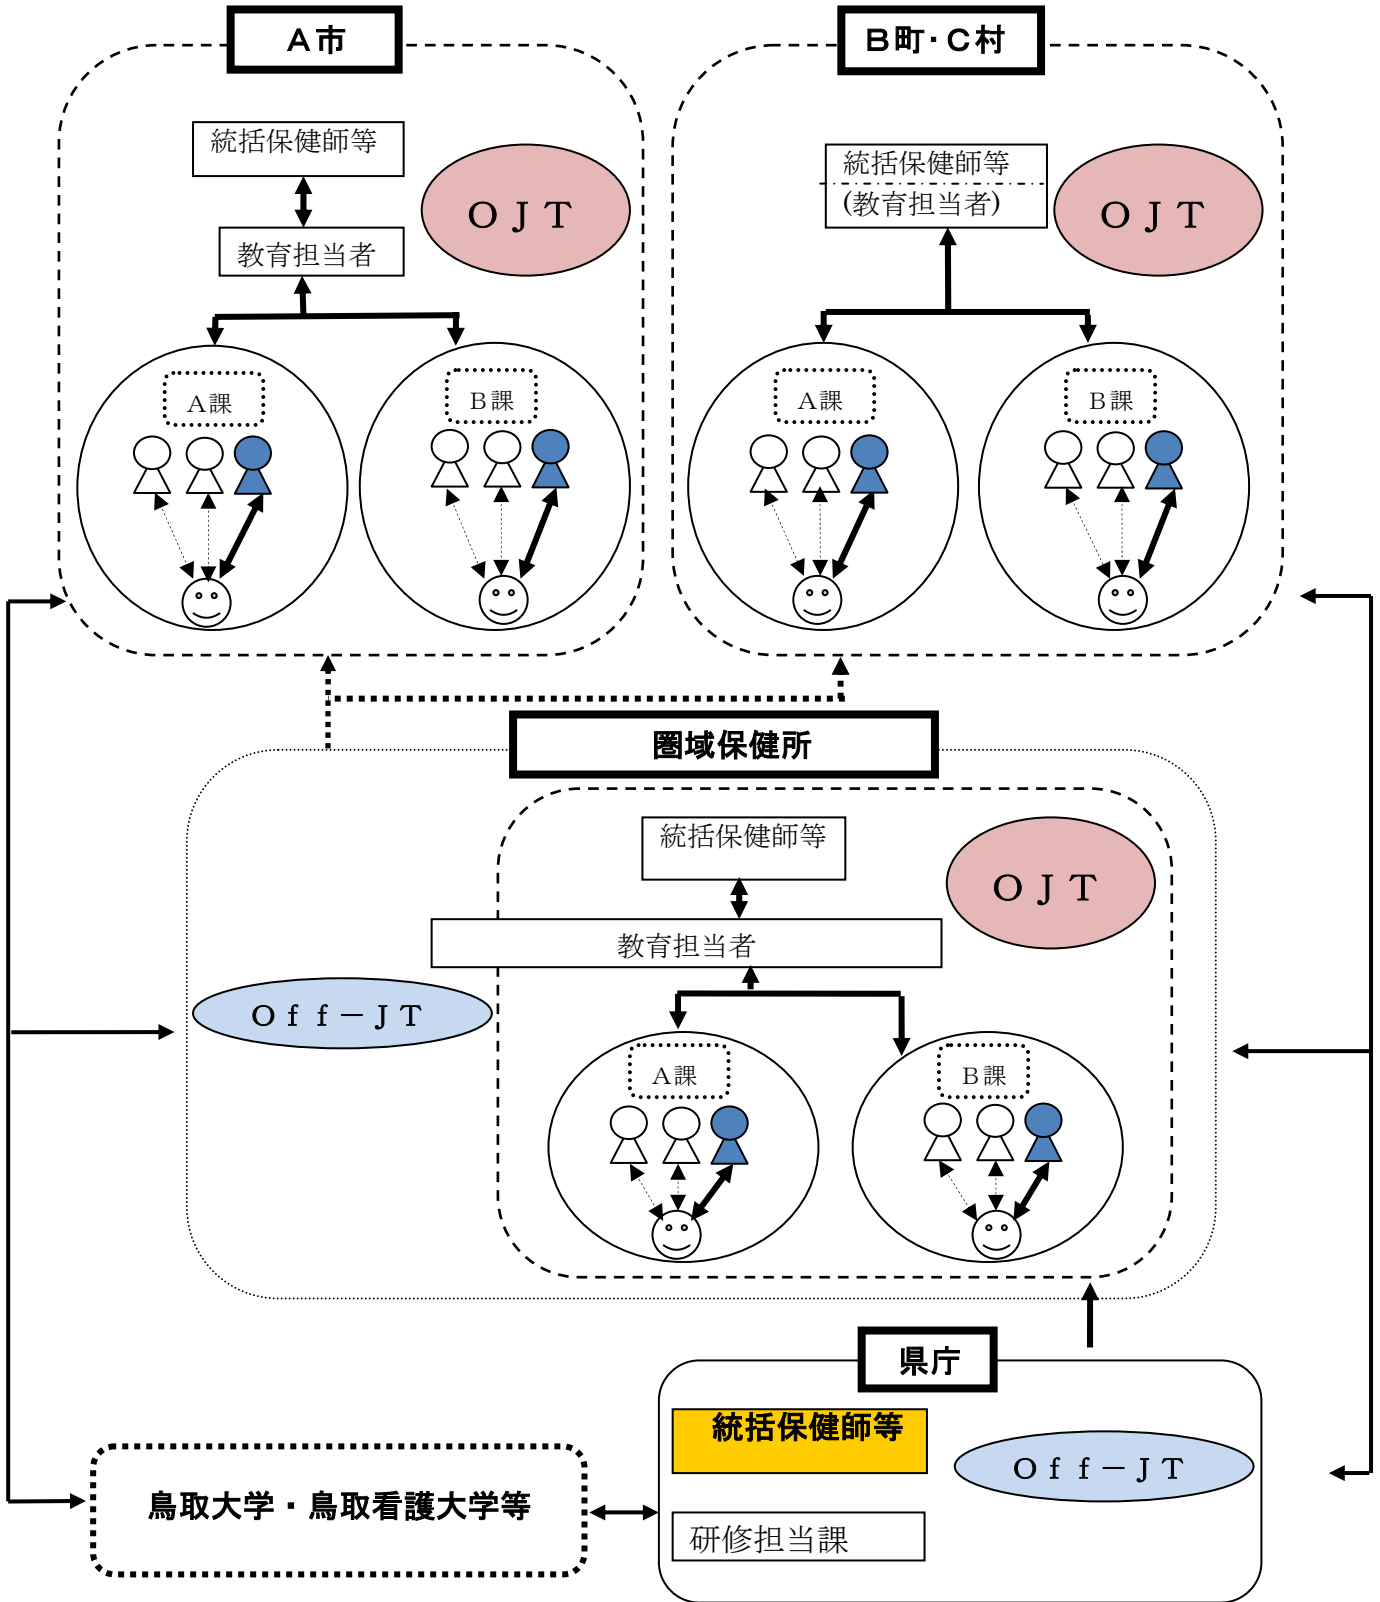 A市
B町・C村
統括保健師等
OJT
教育担当者
A課
B課
統括保健師等
(教育担当者)
OJT
A課
B課
圏域保健所
統括保健師等
OJT
教育担当者
Off－JT
A課
B課
県庁
統括保健師等
Off－JT
研修担当課
鳥取大学・鳥取看護大学等